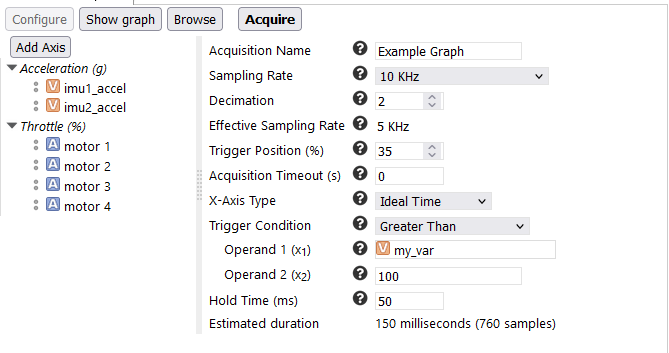 Configure Show graph Browse Acquire
Add Axis
Acceleration (g)
V imu1_accel
V imu2_accel
Throttle (%)
A motor 1
A motor 2
A motor 3
A motor 4
Acquisition Name ? Example Graph
Sampling Rate ? 10 KHz
Decimation ? 2
Effective Sampling Rate ? 5 KHz
Trigger Position (%) ? 35
Acquisition Timeout (s) ? 0
X-Axis Type ? Ideal Time
Trigger Condition ? Greater Than
Operand 1 (x1) ? V my_var
Operand 2 (x2) ? 100
Hold Time (ms) ? 50
Estimated duration 150 milliseconds (760 samples)